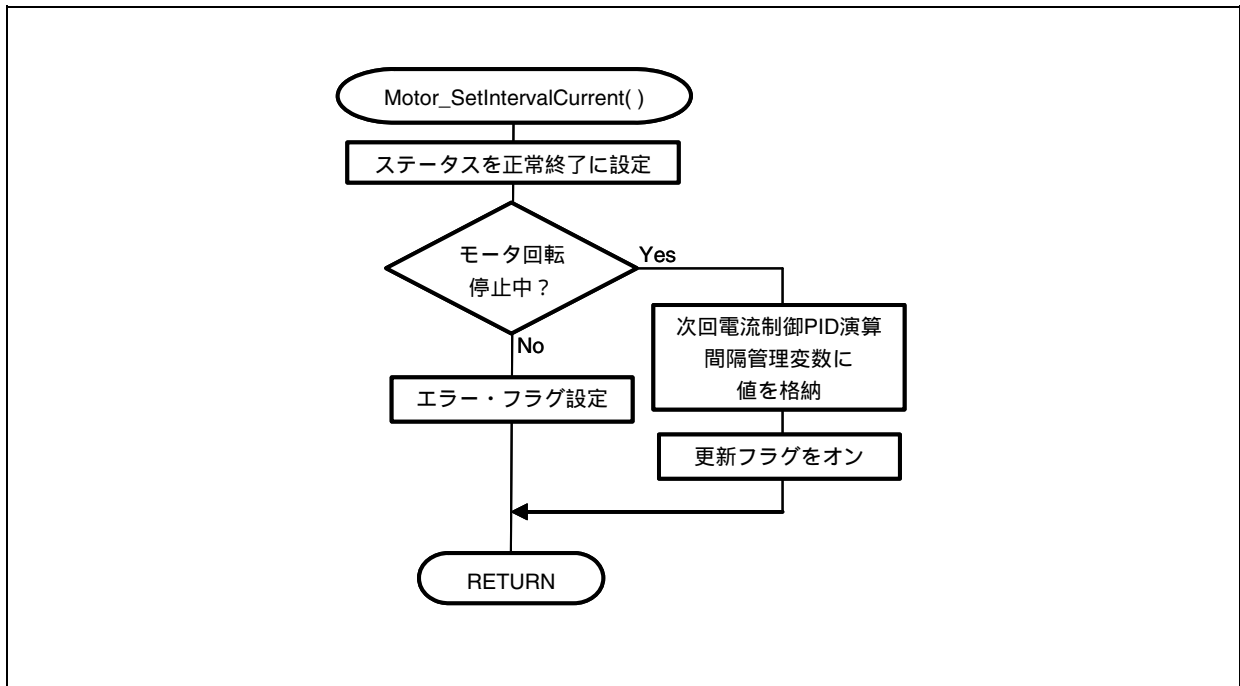 Motor_SetIntervalCurrent( )
ステータスを正常終了に設定
モータ回転
停止中？
Yes
次回電流制御PID演算
間隔管理変数に
値を格納
No
エラー・フラグ設定
更新フラグをオン
RETURN